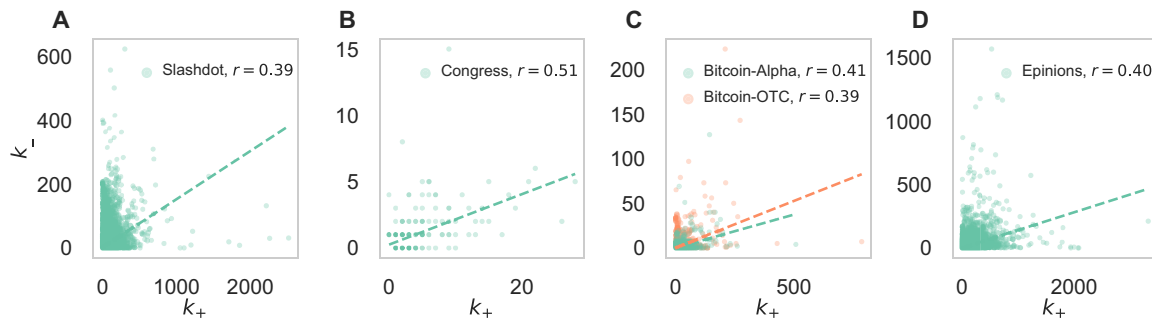 A
B
C
D
k_
600
400
200
0
0
1000
2000
k+
Slashdot, r = 0.39
15
10
5
0
0
20
k+
Congress, r = 0.51
200
150
100
50
0
0
500
k+
Bitcoin-Alpha, r = 0.41
Bitcoin-OTC, r = 0.39
1500
1000
500
0
0
2000
k+
Epinions, r = 0.40